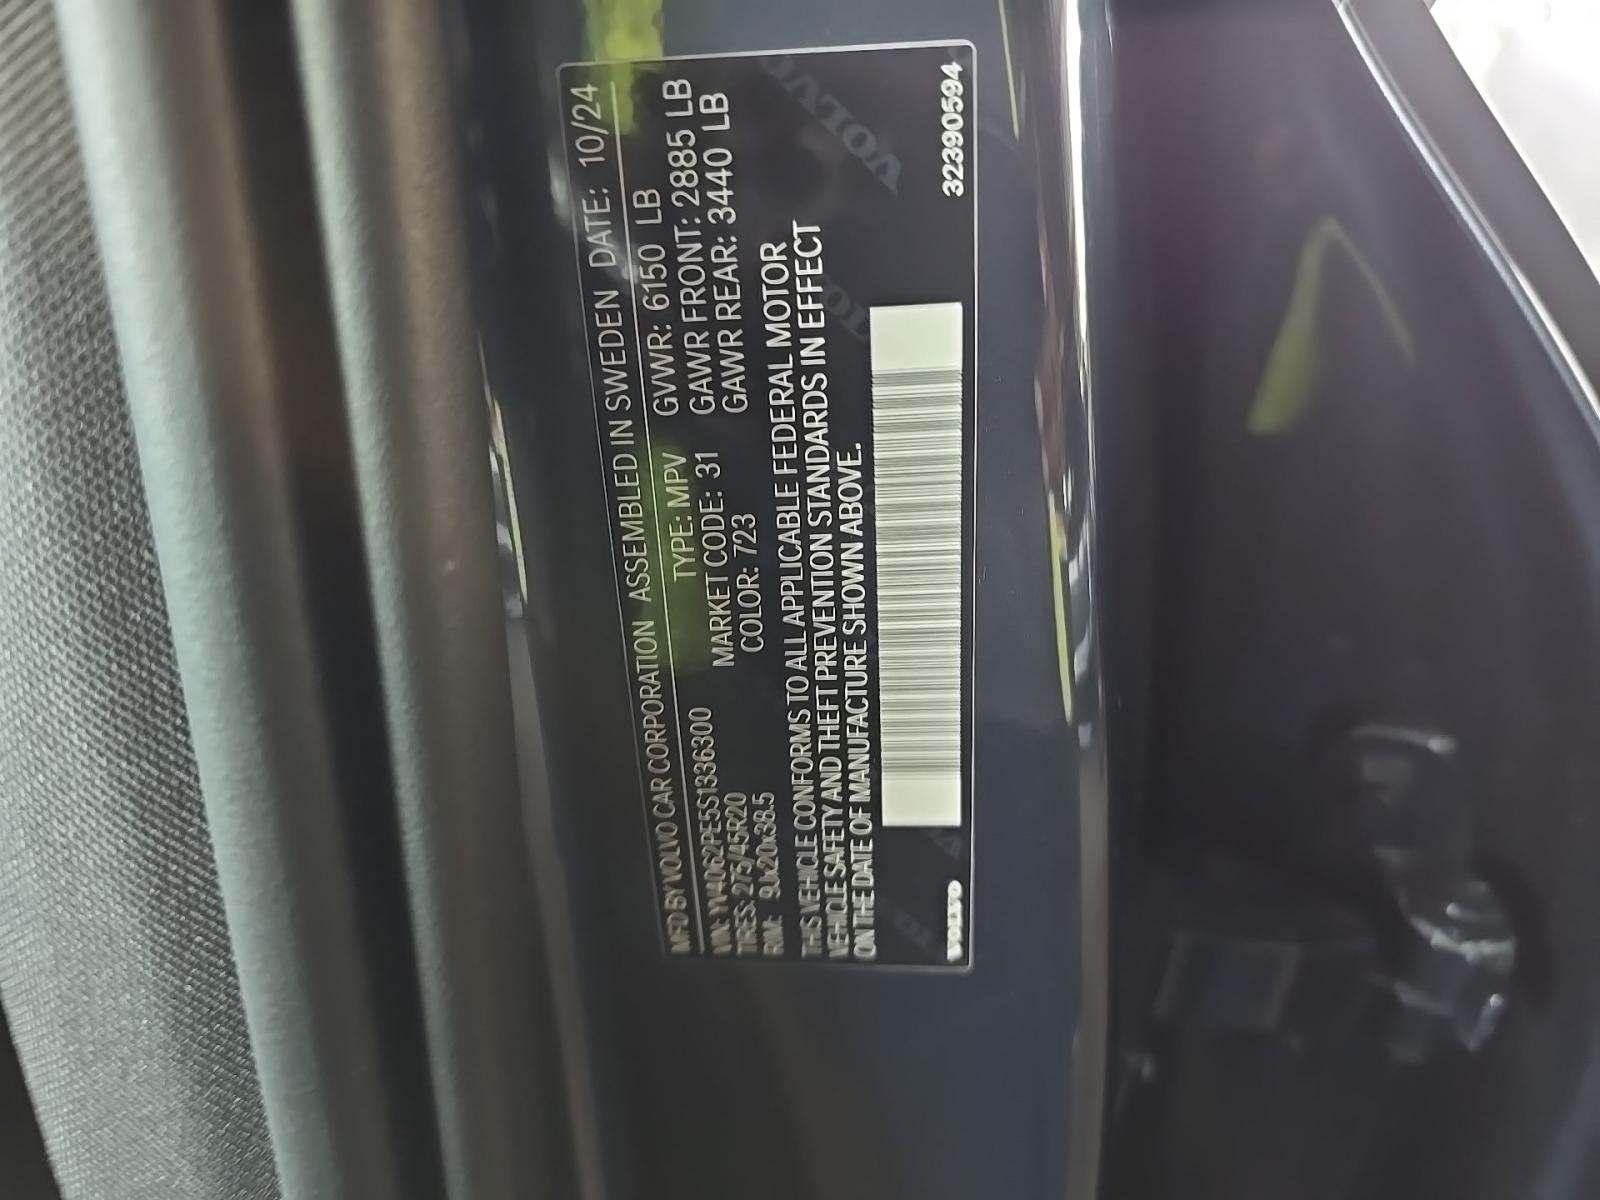 MFD BY VOLVO CAR CORPORATION ASSEMBLED IN SWEDEN DATE: 10/24
VIN: YV4062PE5S1336300 TYPE: MPV GVWR: 6150 LB
TIRES: 275/45R20 MARKET CODE: 31 GAWR FRONT: 2885 LB
RIM: 9Jx20x38.5 COLOR: 723 GAWR REAR: 3440 LB
THIS VEHICLE CONFORMS TO ALL APPLICABLE FEDERAL MOTOR
VEHICLE SAFETY AND THEFT PREVENTION STANDARDS IN EFFECT
ON THE DATE OF MANUFACTURE SHOWN ABOVE.
VOLVO 32390594
VOLVO